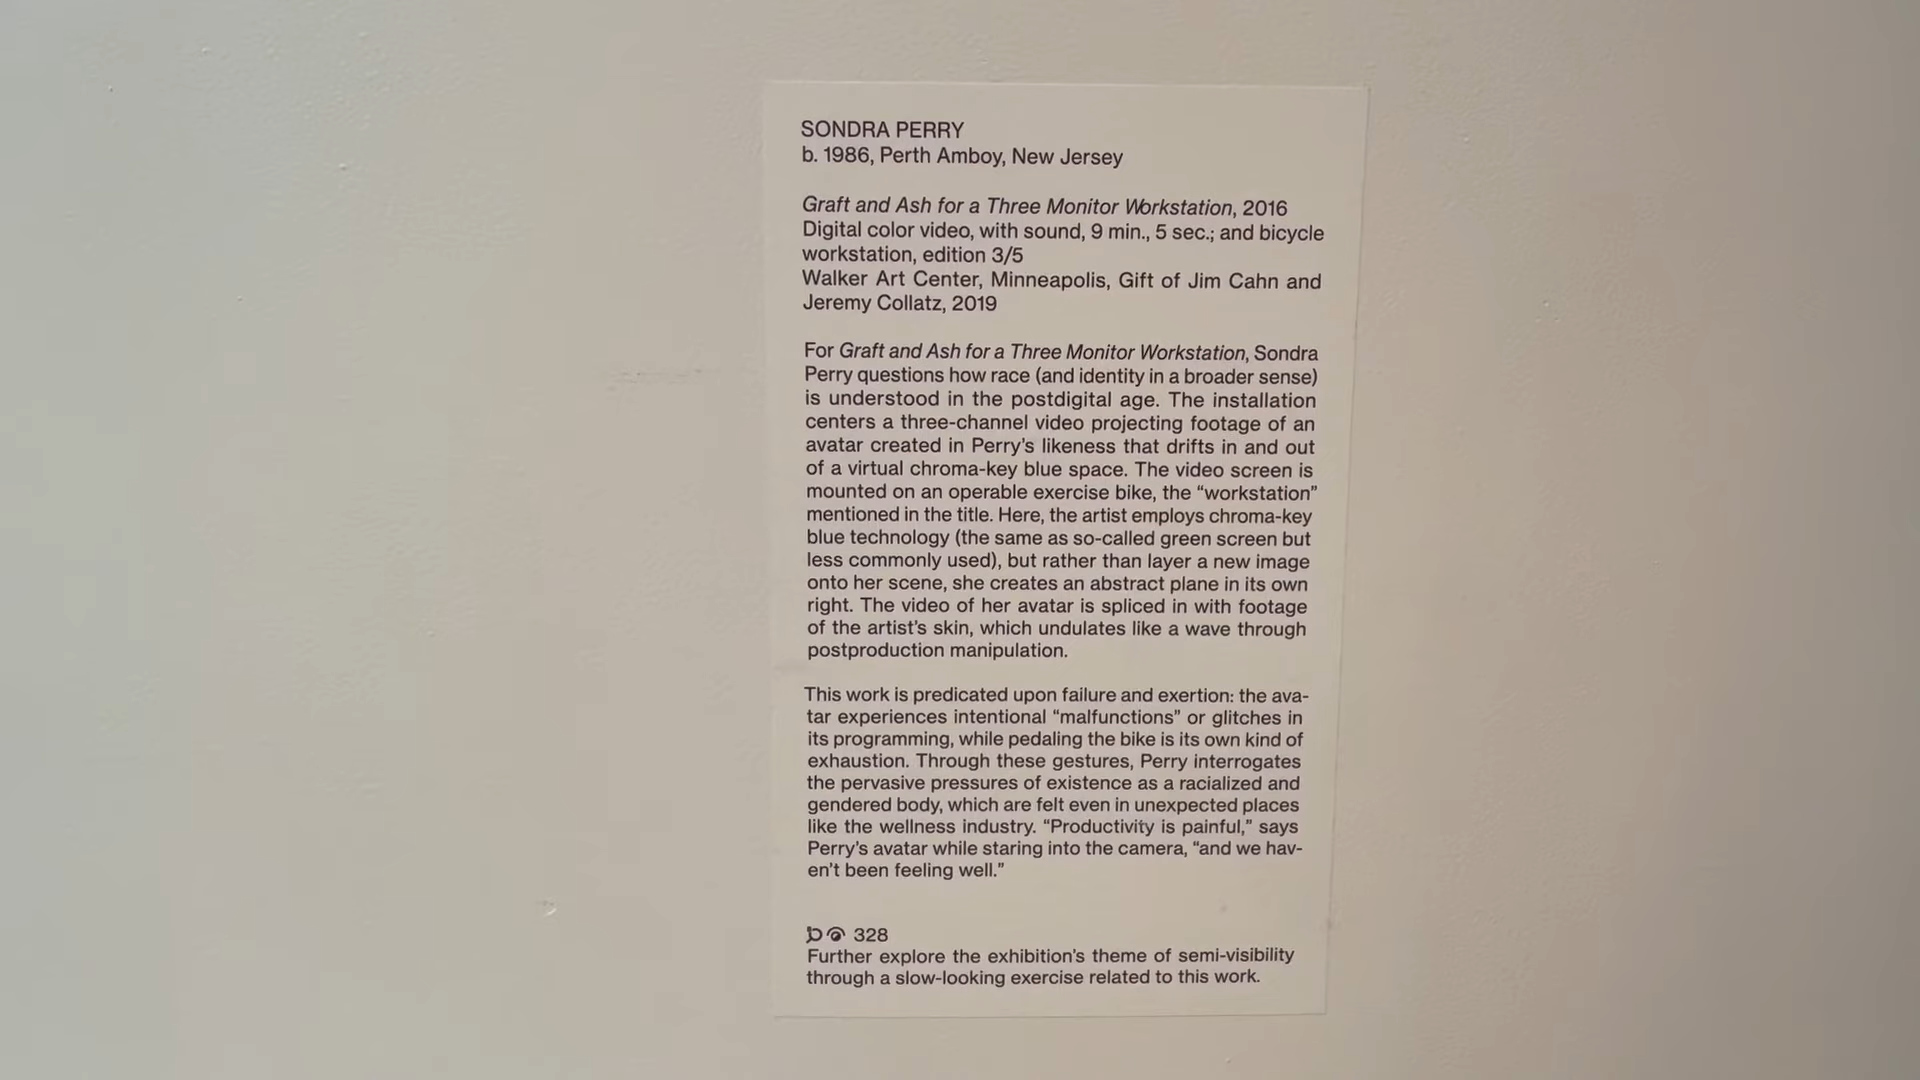 SONDRA PERRY
b. 1986, Perth Amboy, New Jersey
Graft and Ash for a Three Monitor Workstation, 2016
Digital color video, with sound, 9 min., 5 sec.; and bicycle
workstation, edition 3/5
Walker Art Center, Minneapolis, Gift of Jim Cahn and
Jeremy Collatz, 2019
For Graft and Ash for a Three Monitor Workstation, Sondra
Perry questions how race (and identity in a broader sense)
is understood in the postdigital age. The installation
centers a three-channel video projecting footage of an
avatar created in Perry’s likeness that drifts in and out
of a virtual chroma-key blue space. The video screen is
mounted on an operable exercise bike, the “workstation”
mentioned in the title. Here, the artist employs chroma-key
blue technology (the same as so-called green screen but
less commonly used), but rather than layer a new image
onto her scene, she creates an abstract plane in its own
right. The video of her avatar is spliced in with footage
of the artist’s skin, which undulates like a wave through
postproduction manipulation.
This work is predicated upon failure and exertion: the ava-
tar experiences intentional “malfunctions” or glitches in
its programming, while pedaling the bike is its own kind of
exhaustion. Through these gestures, Perry interrogates
the pervasive pressures of existence as a racialized and
gendered body, which are felt even in unexpected places
like the wellness industry. “Productivity is painful,” says
Perry’s avatar while staring into the camera, “and we hav-
en’t been feeling well.”
328
Further explore the exhibition’s theme of semi-visibility
through a slow-looking exercise related to this work.